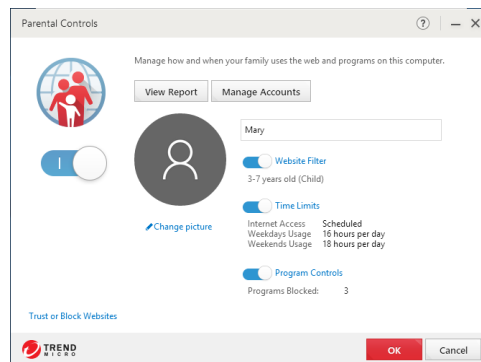 Parental Controls
?
Manage how and when your family uses the web and programs on this computer.
View Report
Manage Accounts
Mary
Website Filter
3-7 years old (Child)
Time Limits
Internet Access Scheduled
Weekdays Usage 16 hours per day
Weekends Usage 18 hours per day
Change picture
Program Controls
Programs Blocked: 3
Trust or Block Websites
TREND
MICRO
OK
Cancel